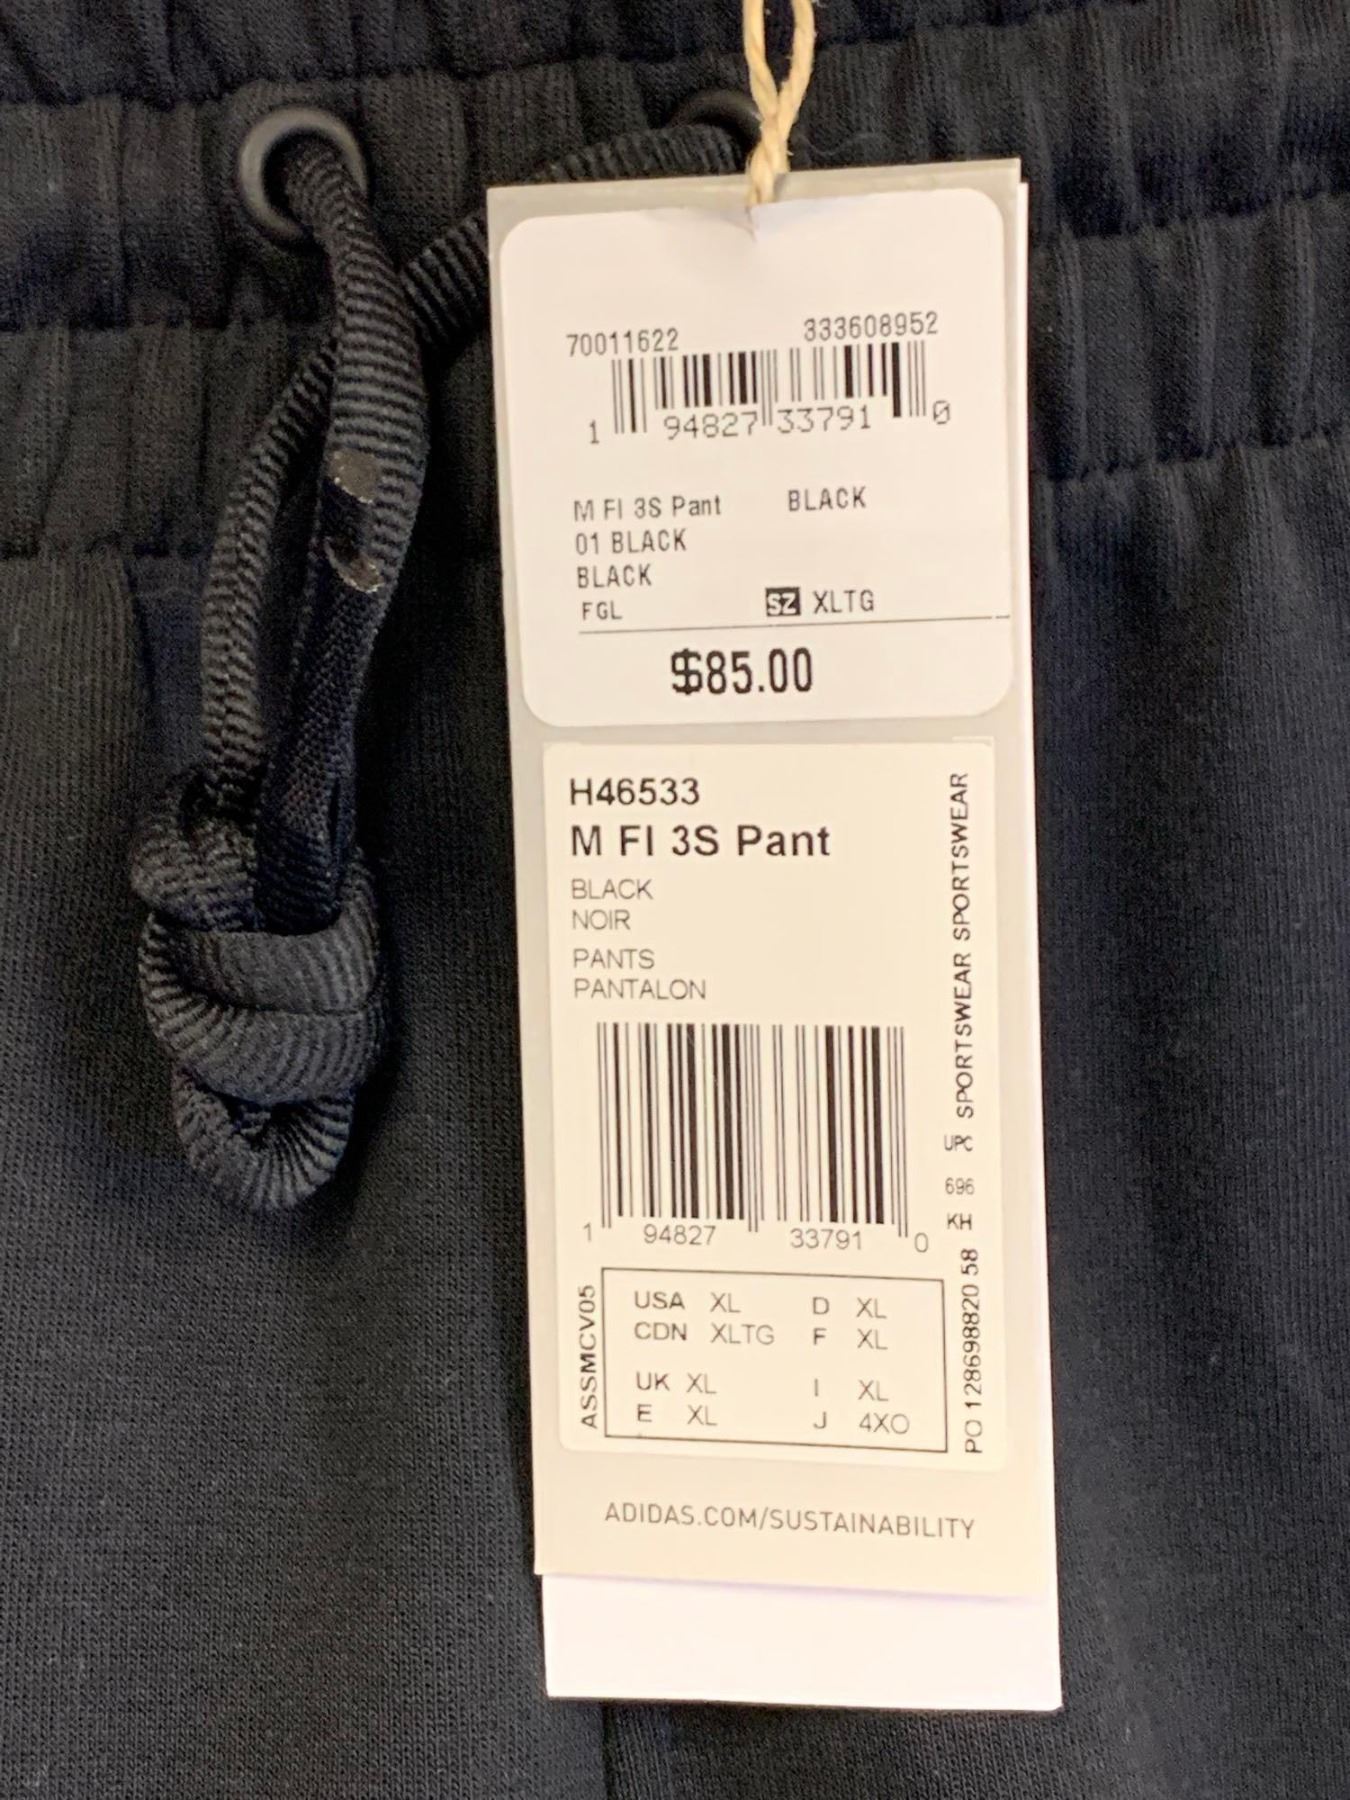 70011622 333608952
1 94827 33791 0
M FI 3S Pant BLACK
01 BLACK
BLACK
FGL SZ XLTG
$85.00
H46533
M FI 3S Pant
BLACK
NOIR
PANTS
PANTALON
1 94827 33791 0
USA XL D XL
CDN XLTG F XL
UK XL I XL
E XL J 4XO
ASSMCV05
PO 128698820 58 KH 696 UPC SPORTSWEAR SPORTSWEAR
ADIDAS.COM/SUSTAINABILITY